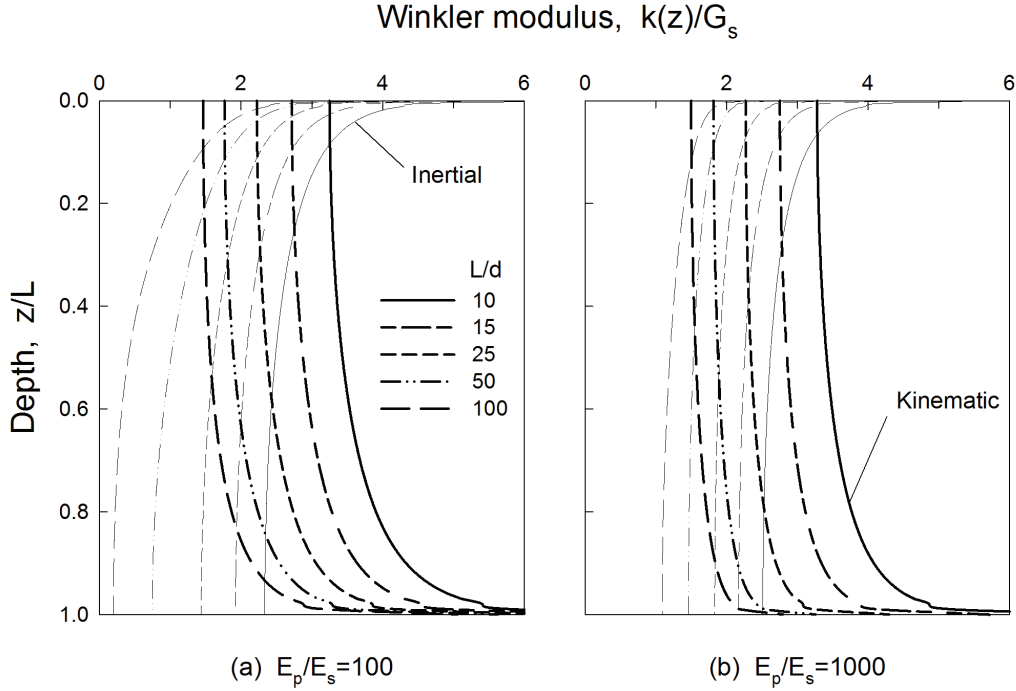 Winkler modulus, k(z)/Gₛ
0 2 4 6
0 2 4 6
Depth, z/L
0.0
0.2
0.4
0.6
0.8
1.0
Inertial
L/d
10
15
25
50
100
Kinematic
(a) Eₚ/Eₛ=100
(b) Eₚ/Eₛ=1000